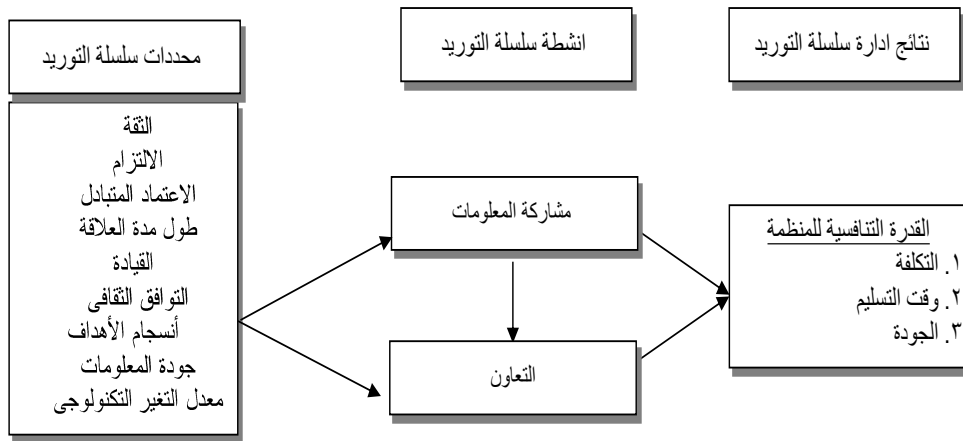 محددات سلسلة التوريد
انشطة سلسلة التوريد
نتائج ادارة سلسلة التوريد
الثقة
الالتزام
الاعتماد المتبادل
طول مدة العلاقة
القيادة
التوافق الثقافى
أنسجام الأهداف
جودة المعلومات
معدل التغير التكنولوجى
مشاركة المعلومات
التعاون
القدرة التنافسية للمنظمة
١. التكلفة
٢. وقت التسليم
٣. الجودة